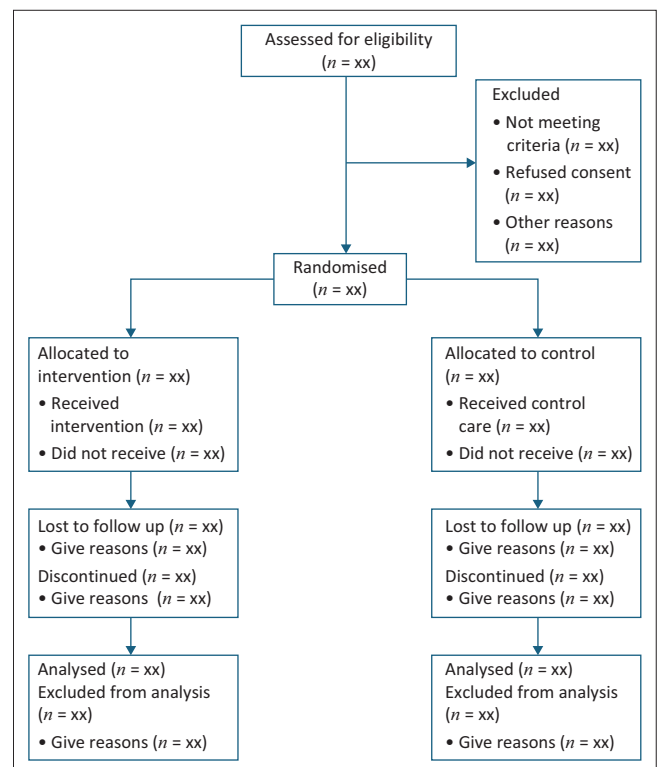 Assessed for eligibility
(n = xx)
Excluded
• Not meeting
criteria (n = xx)
• Refused consent
(n = xx)
• Other reasons
(n = xx)
Randomised
(n = xx)
Allocated to
intervention (n = xx)
• Received
intervention (n = xx)
• Did not receive (n = xx)
Allocated to control
(n = xx)
• Received control
care (n = xx)
• Did not receive (n = xx)
Lost to follow up (n = xx)
• Give reasons (n = xx)
Discontinued (n = xx)
• Give reasons (n = xx)
Lost to follow up (n = xx)
• Give reasons (n = xx)
Discontinued (n = xx)
• Give reasons (n = xx)
Analysed (n = xx)
Excluded from analysis
(n = xx)
• Give reasons (n = xx)
Analysed (n = xx)
Excluded from analysis
(n = xx)
• Give reasons (n = xx)